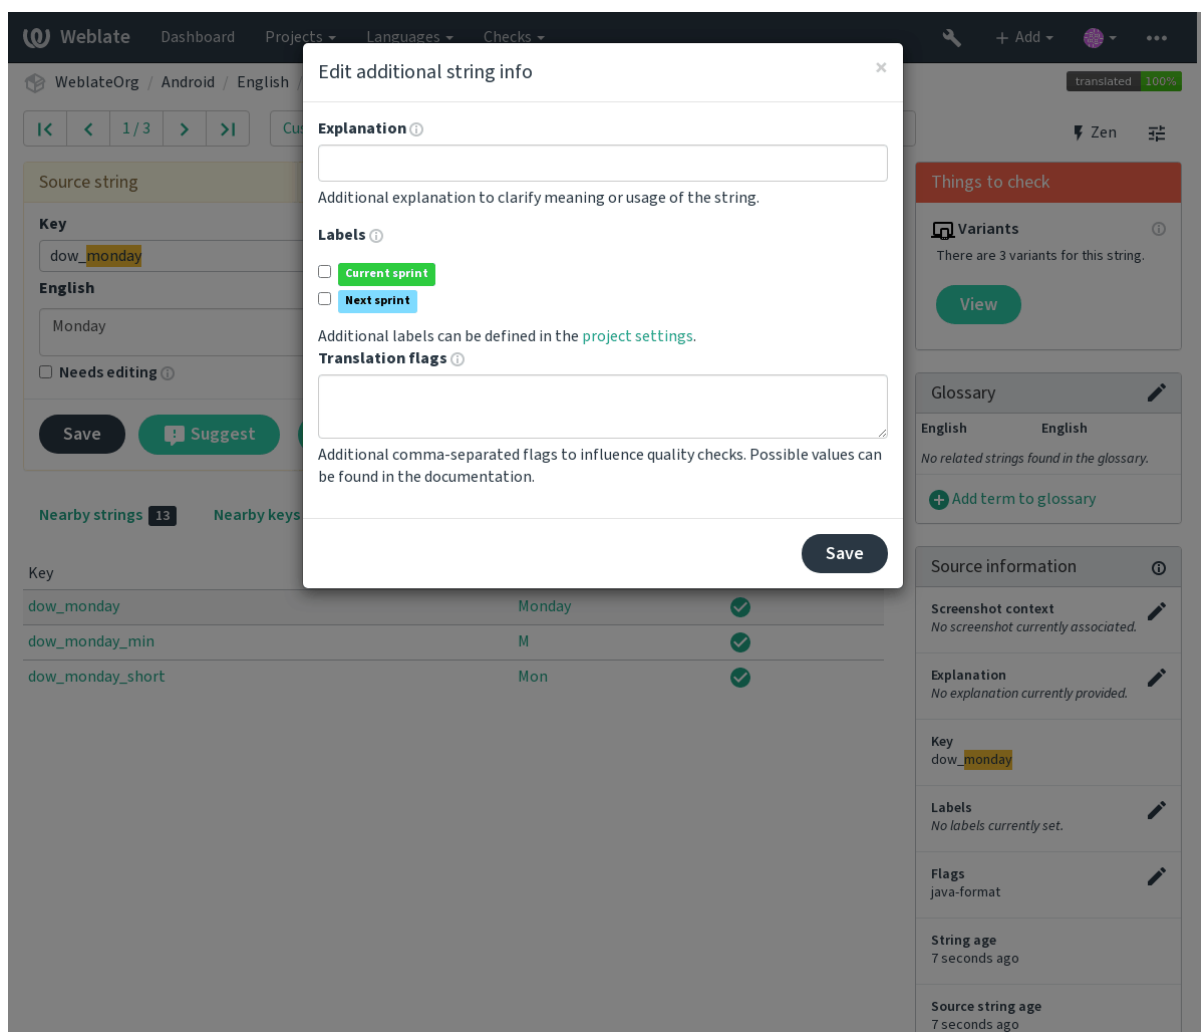 Weblate Dashboard Projects Languages Checks + Add
WeblateOrg / Android / English /
translated 100%
1 / 3
Zen
Edit additional string info
×
Explanation
Additional explanation to clarify meaning or usage of the string.
Labels
Current sprint
Next sprint
Additional labels can be defined in the project settings.
Translation flags
Additional comma-separated flags to influence quality checks. Possible values can
be found in the documentation.
Save
Source string
Key
dow_monday
English
Monday
Needs editing
Save
Suggest
Nearby strings 13 Nearby keys
Key
dow_monday Monday
dow_monday_min M
dow_monday_short Mon
Things to check
Variants
There are 3 variants for this string.
View
Glossary
English English
No related strings found in the glossary.
Add term to glossary
Source information
Screenshot context
No screenshot currently associated.
Explanation
No explanation currently provided.
Key
dow_monday
Labels
No labels currently set.
Flags
java-format
String age
7 seconds ago
Source string age
7 seconds ago